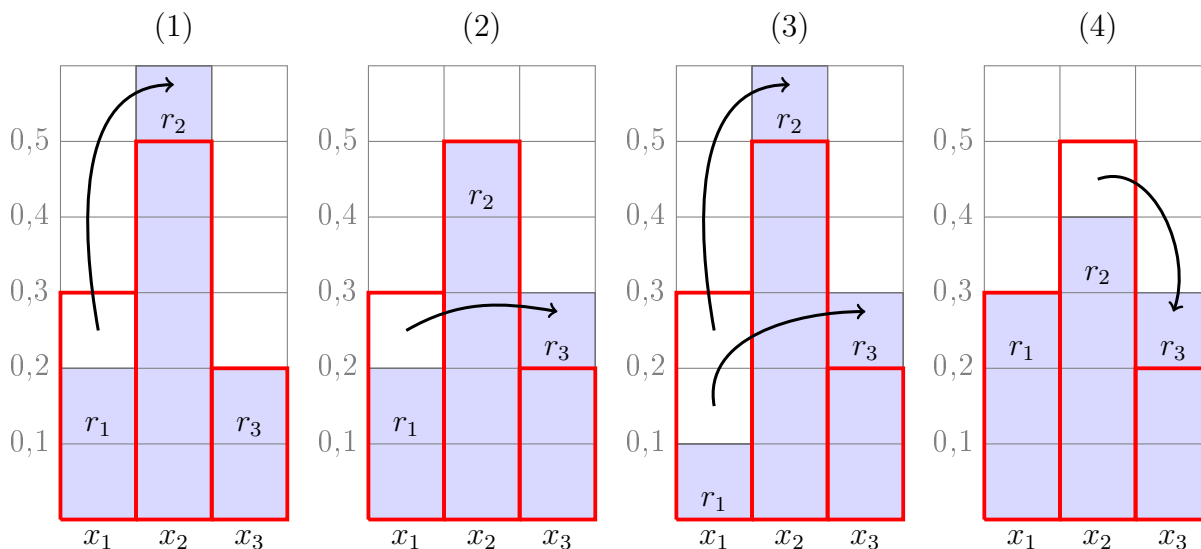 (1) (2) (3) (4)
r₂ r₂
0,5 0,5 0,5 0,5
r₂
0,4 0,4 0,4 0,4
r₂
0,3 0,3 0,3 0,3
r₃ r₃ r₁ r₃
0,2 0,2 0,2 0,2
r₁ r₃ r₁
0,1 0,1 0,1 0,1
r₁
x₁ x₂ x₃ x₁ x₂ x₃ x₁ x₂ x₃ x₁ x₂ x₃